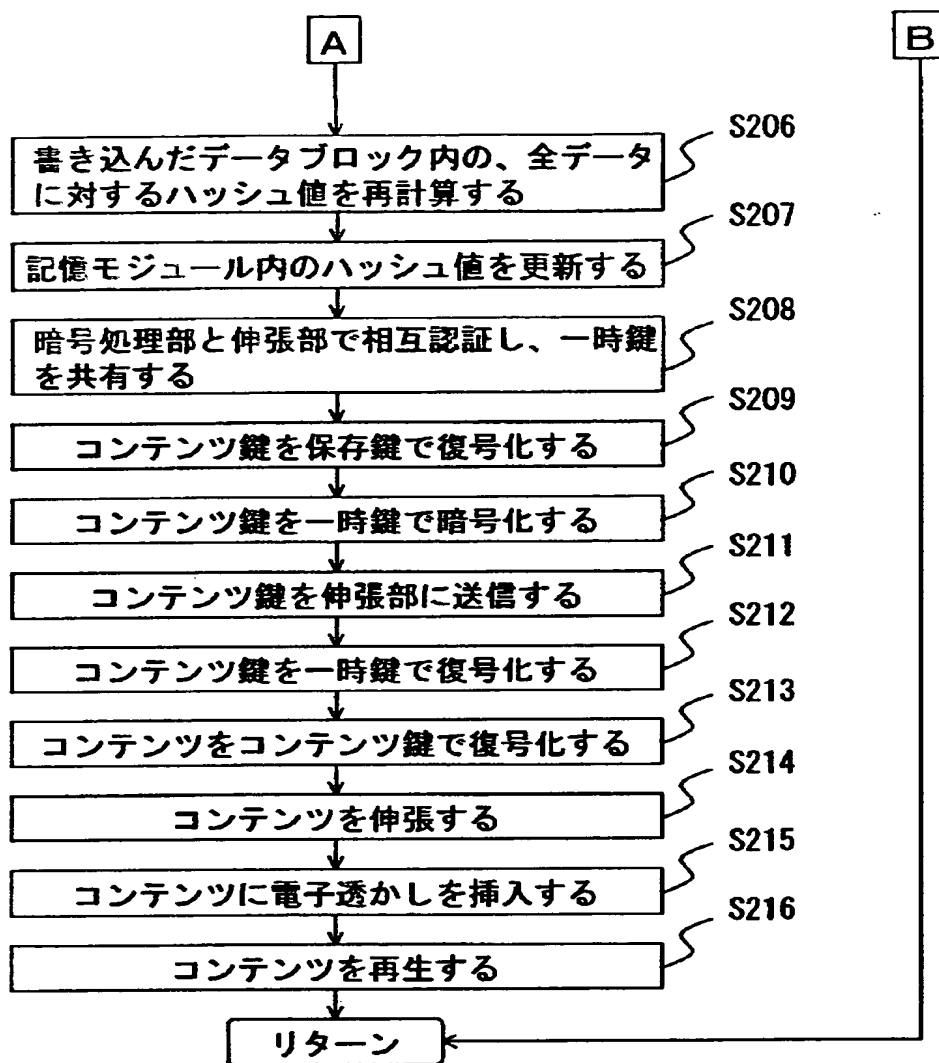 A
B
S206
書き込んだデータブロック内の、全データ
に対するハッシュ値を再計算する
S207
記憶モジュール内のハッシュ値を更新する
S208
暗号処理部と伸張部で相互認証し、一時鍵
を共有する
S209
コンテンツ鍵を保存鍵で復号化する
S210
コンテンツ鍵を一時鍵で暗号化する
S211
コンテンツ鍵を伸張部に送信する
S212
コンテンツ鍵を一時鍵で復号化する
S213
コンテンツをコンテンツ鍵で復号化する
S214
コンテンツを伸張する
S215
コンテンツに電子透かしを挿入する
S216
コンテンツを再生する
リターン